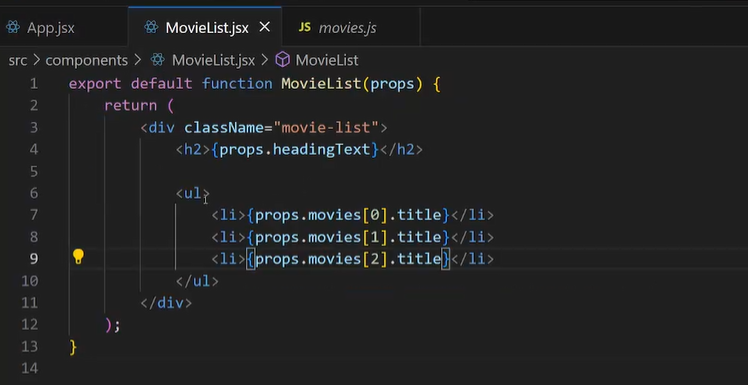 App.jsx MovieList.jsx JS movies.js
src > components > MovieList.jsx > MovieList
1 export default function MovieList(props) {
2 return (
3 <div className="movie-list">
4 <h2>{props.headingText}</h2>
5
6 <ul>
7 <li>{props.movies[0].title}</li>
8 <li>{props.movies[1].title}</li>
9 <li>{props.movies[2].title}</li>
10 </ul>
11 </div>
12 );
13 }
14